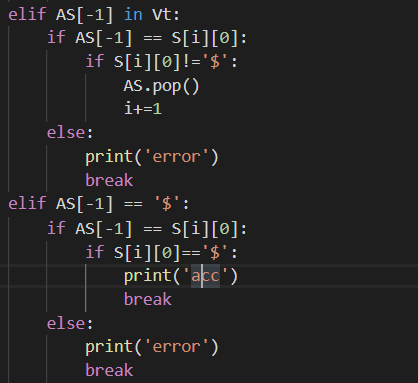 elif AS[-1] in Vt:
    if AS[-1] == S[i][0]:
        if S[i][0]!='$':
            AS.pop()
            i+=1
    else:
        print('error')
        break
elif AS[-1] == '$':
    if AS[-1] == S[i][0]:
        if S[i][0]=='$':
            print('acc')
            break
    else:
        print('error')
        break